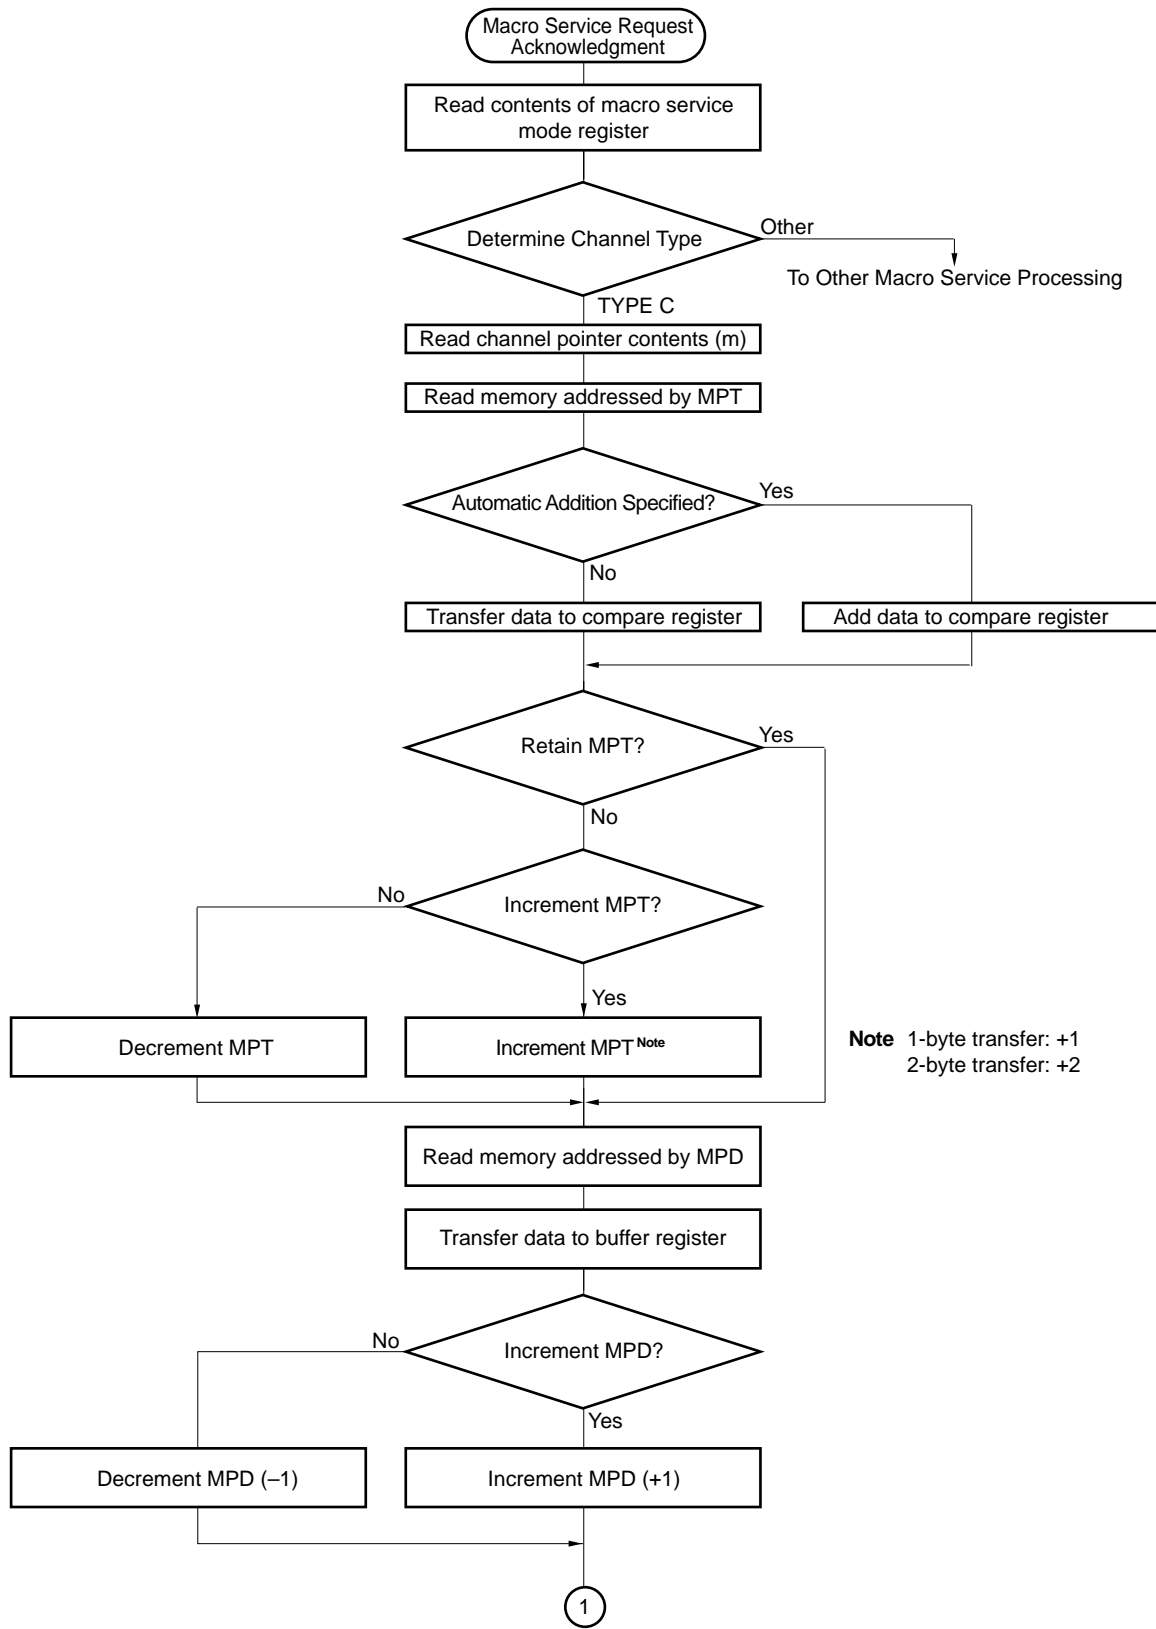 Macro Service Request
Acknowledgment
Read contents of macro service
mode register
Determine Channel Type
Other
To Other Macro Service Processing
TYPE C
Read channel pointer contents (m)
Read memory addressed by MPT
Automatic Addition Specified?
Yes
No
Transfer data to compare register
Add data to compare register
Retain MPT?
Yes
No
Increment MPT?
No
Yes
Decrement MPT
Increment MPT Note
Note 1-byte transfer: +1
2-byte transfer: +2
Read memory addressed by MPD
Transfer data to buffer register
Increment MPD?
No
Yes
Decrement MPD (–1)
Increment MPD (+1)
1